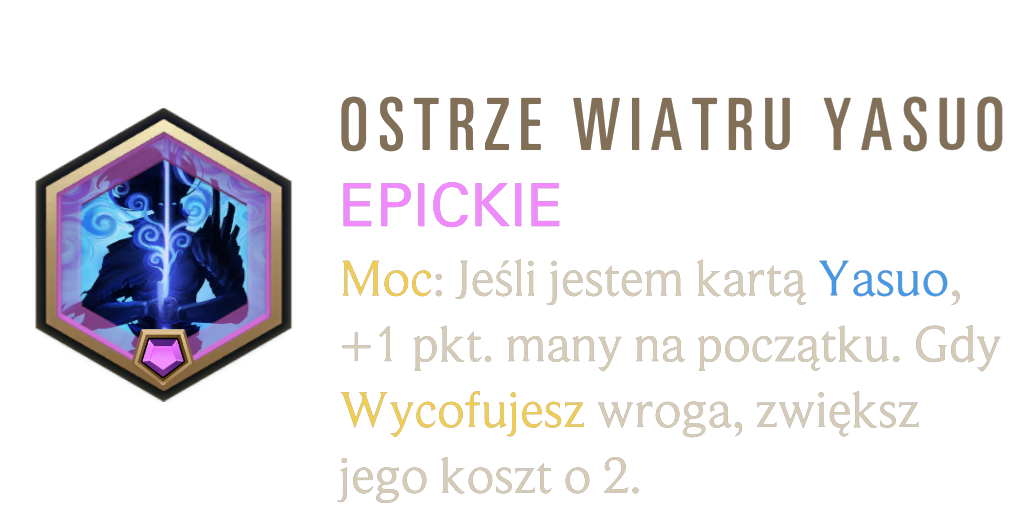 OSTRZE WIATRU YASUO
EPICKIE
Moc: Jeśli jestem kartą Yasuo,
+1 pkt. many na początku. Gdy
Wycofujesz wroga, zwiększ
jego koszt o 2.